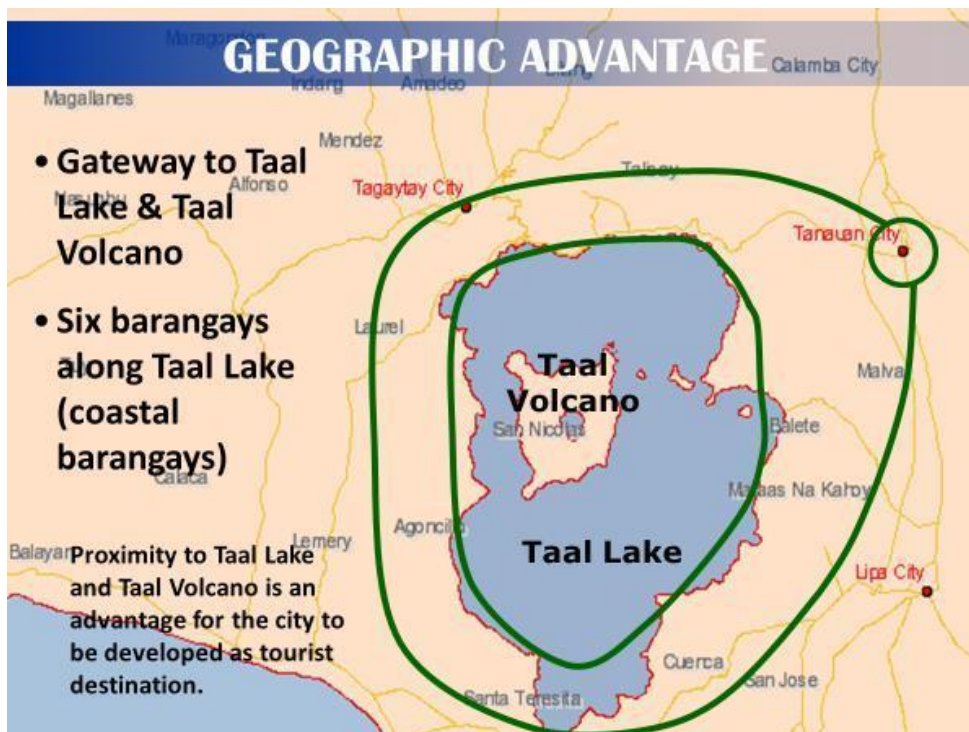 GEOGRAPHIC ADVANTAGE
Calamba City
Indang
Amadeo
Magallanes
Mendez
Alfonso
Tagaytay City
Talisay
Tanauan City
• Gateway to Taal
Lake & Taal
Volcano
• Six barangays
along Taal Lake
(coastal
barangays)
Laurel
Taal
Volcano
San Nicolas
Malva
Balete
Mataas Na Kahoy
Calaca
Agoncillo
Lemery
Balayan
Taal Lake
Lipa City
Proximity to Taal Lake
and Taal Volcano is an
advantage for the city to
be developed as tourist
destination.
Cuenca
San Jose
Santa Teresita